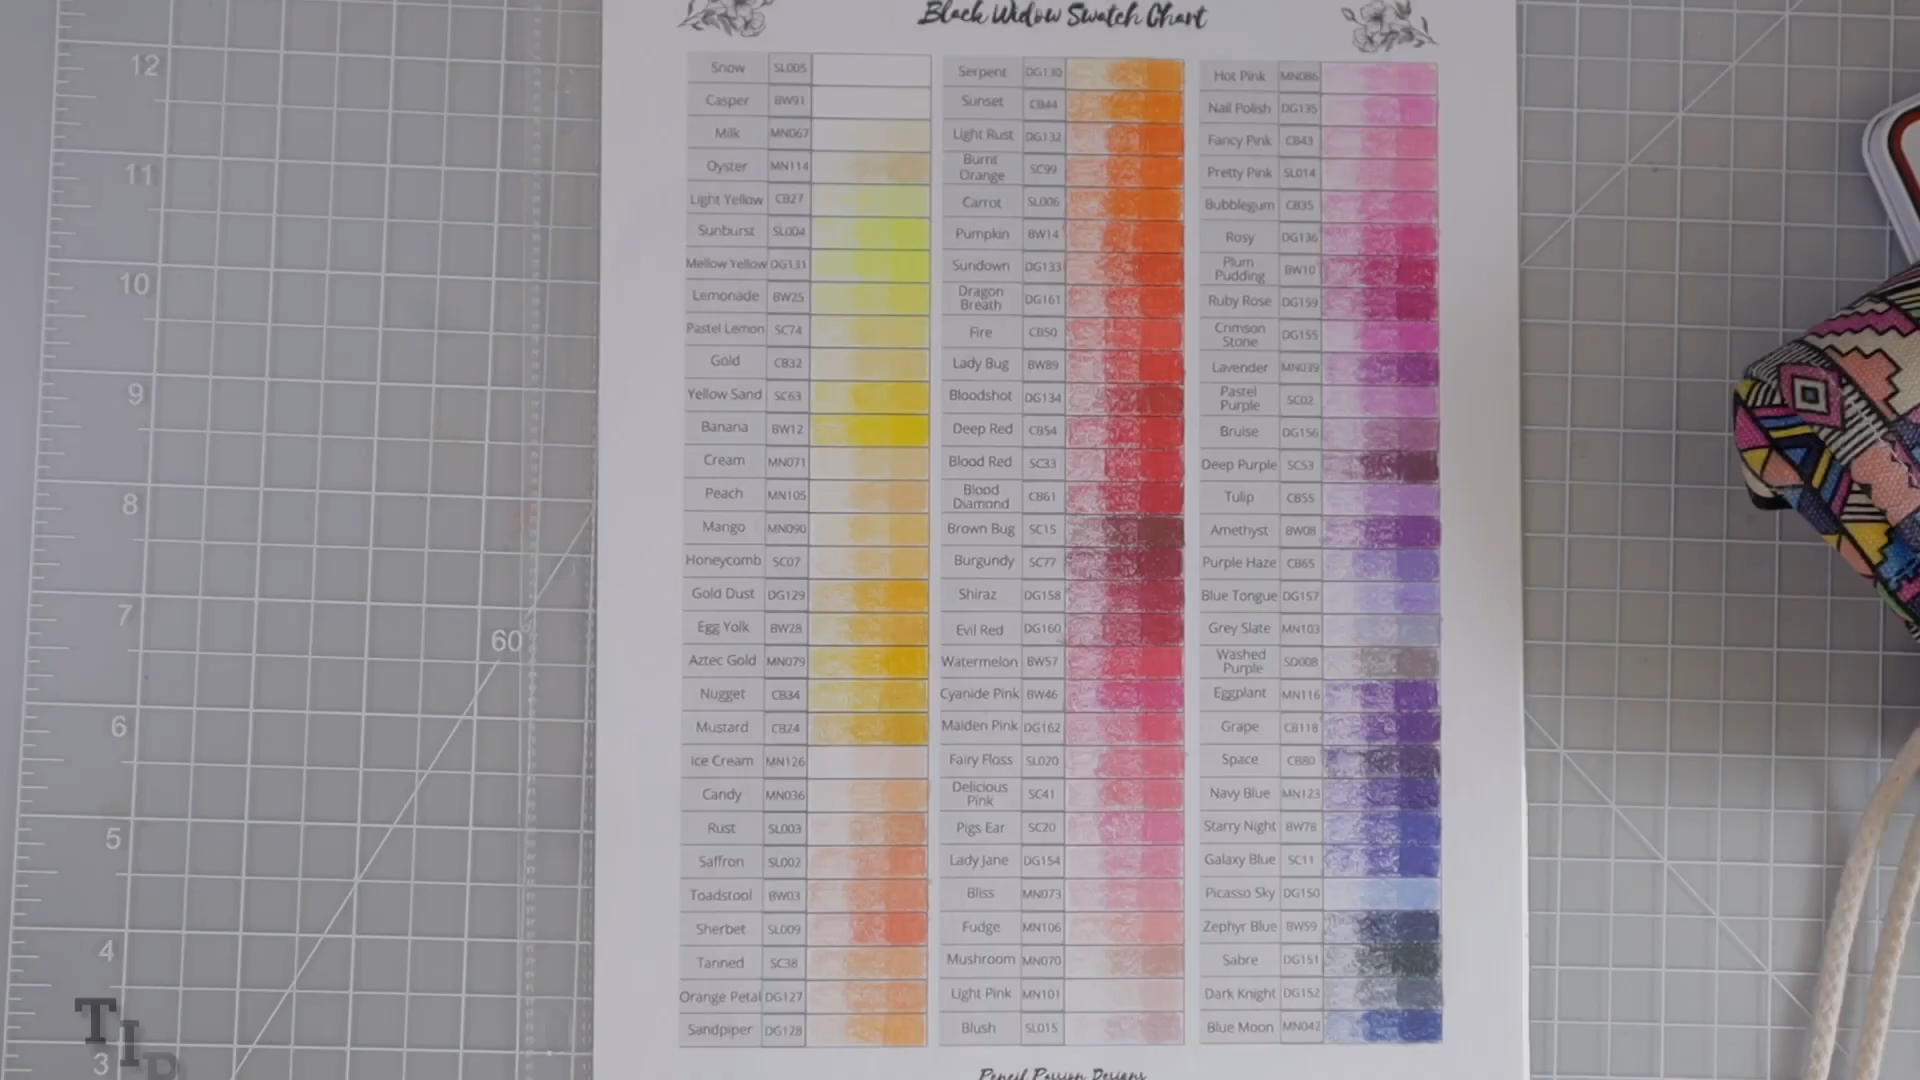 Black Widow Swatch Chart
Snow SL005
Casper BW91
Milk MN067
Oyster MN114
Light Yellow CB27
Sunburst SL004
Mellow Yellow DG131
Lemonade BW25
Pastel Lemon SC74
Gold CB32
Yellow Sand SC63
Banana BW12
Cream MN071
Peach MN105
Mango MN090
Honeycomb SC07
Gold Dust DG129
Egg Yolk BW28
Aztec Gold MN079
Nugget CB34
Mustard CB24
Ice Cream MN126
Candy MN036
Rust SL003
Saffron SL002
Toadstool BW03
Sherbet SL009
Tanned SC38
Orange Petal DG127
Sandpiper DG128
Serpent DG130
Sunset CB44
Light Rust DG132
Burnt
Orange SC99
Carrot SL006
Pumpkin BW14
Sundown DG133
Dragon
Breath DG161
Fire CB50
Lady Bug BW89
Bloodshot DG134
Deep Red CB54
Blood Red SC33
Blood
Diamond CB61
Brown Bug SC15
Burgundy SC77
Shiraz DG158
Evil Red DG160
Watermelon BW57
Cyanide Pink BW46
Maiden Pink DG162
Fairy Floss SL020
Delicious
Pink SC41
Pigs Ear SC20
Lady Jane DG154
Bliss MN073
Fudge MN106
Mushroom MN070
Light Pink MN101
Blush SL015
Hot Pink MN086
Nail Polish DG135
Fancy Pink CB43
Pretty Pink SL014
Bubblegum CB35
Rosy DG136
Plum
Pudding BW10
Ruby Rose DG159
Crimson
Stone DG155
Lavender MN039
Pastel
Purple SC02
Bruise DG156
Deep Purple SC53
Tulip CB55
Amethyst BW08
Purple Haze CB65
Blue Tongue DG157
Grey Slate MN103
Washed
Purple SD008
Eggplant MN116
Grape CB118
Space CB80
Navy Blue MN123
Starry Night BW78
Galaxy Blue SC11
Picasso Sky DG150
Zephyr Blue BW59
Sabre DG151
Dark Knight DG152
Blue Moon MN042
Pencil Passion Designs
12
11
10
9
8
7
60
6
5
4
3
TIP